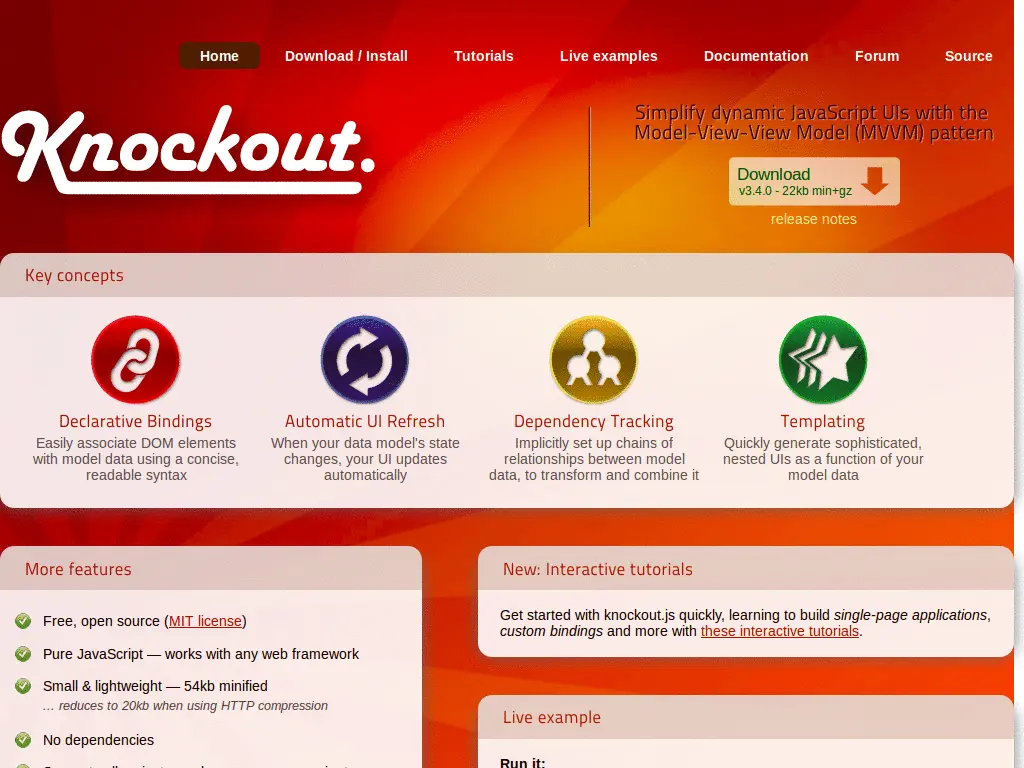 Home Download / Install Tutorials Live examples Documentation Forum Source
Knockout.
Simplify dynamic JavaScript UIs with the
Model-View-View Model (MVVM) pattern
Download
v3.4.0 - 22kb min+gz
release notes
Key concepts
Declarative Bindings
Easily associate DOM elements
with model data using a concise,
readable syntax
Automatic UI Refresh
When your data model's state
changes, your UI updates
automatically
Dependency Tracking
Implicitly set up chains of
relationships between model
data, to transform and combine it
Templating
Quickly generate sophisticated,
nested UIs as a function of your
model data
More features
Free, open source (MIT license)
Pure JavaScript — works with any web framework
Small & lightweight — 54kb minified
… reduces to 20kb when using HTTP compression
No dependencies
New: Interactive tutorials
Get started with knockout.js quickly, learning to build single-page applications,
custom bindings and more with these interactive tutorials.
Live example
Run it: